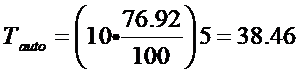 T_auto = (10•76.92/100)5 = 38.46